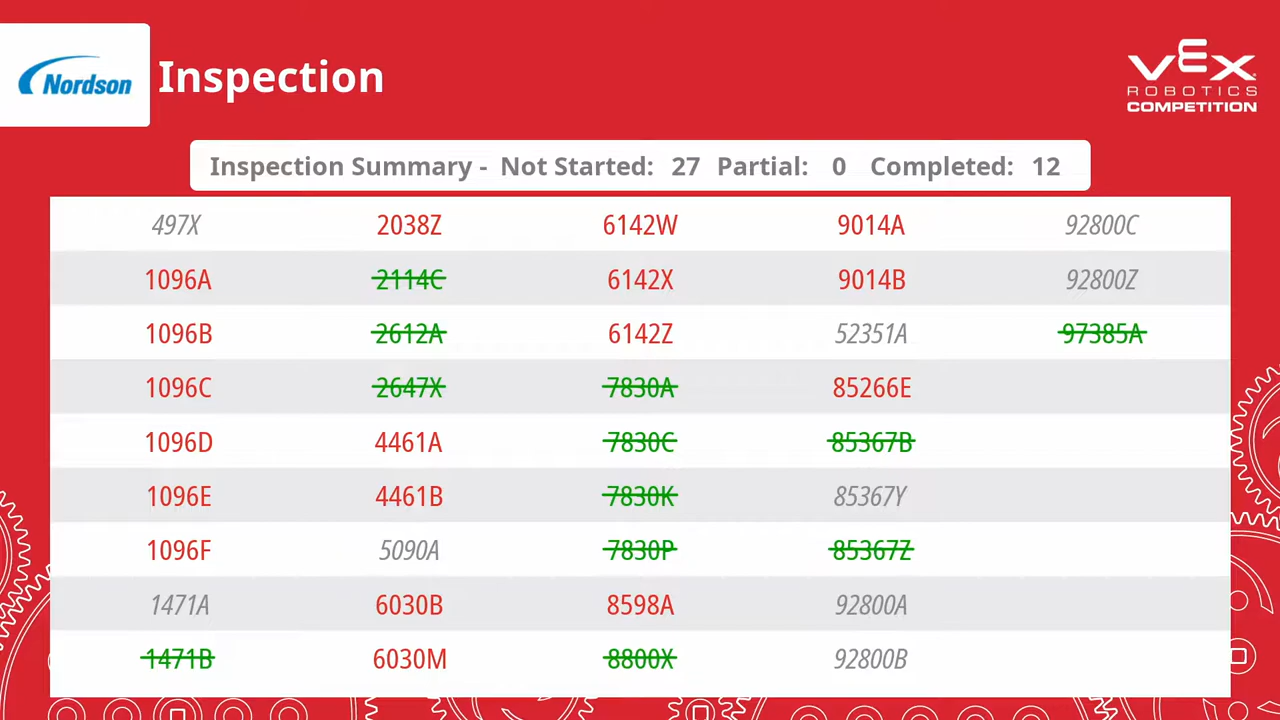 Nordson
Inspection
VEX
ROBOTICS
COMPETITION
Inspection Summary - Not Started: 27 Partial: 0 Completed: 12
497X 2038Z 6142W 9014A 92800C
1096A 2114C 6142X 9014B 92800Z
1096B 2612A 6142Z 52351A 97385A
1096C 2647X 7830A 85266E
1096D 4461A 7830C 85367B
1096E 4461B 7830K 85367Y
1096F 5090A 7830P 85367Z
1471A 6030B 8598A 92800A
1471B 6030M 8800X 92800B